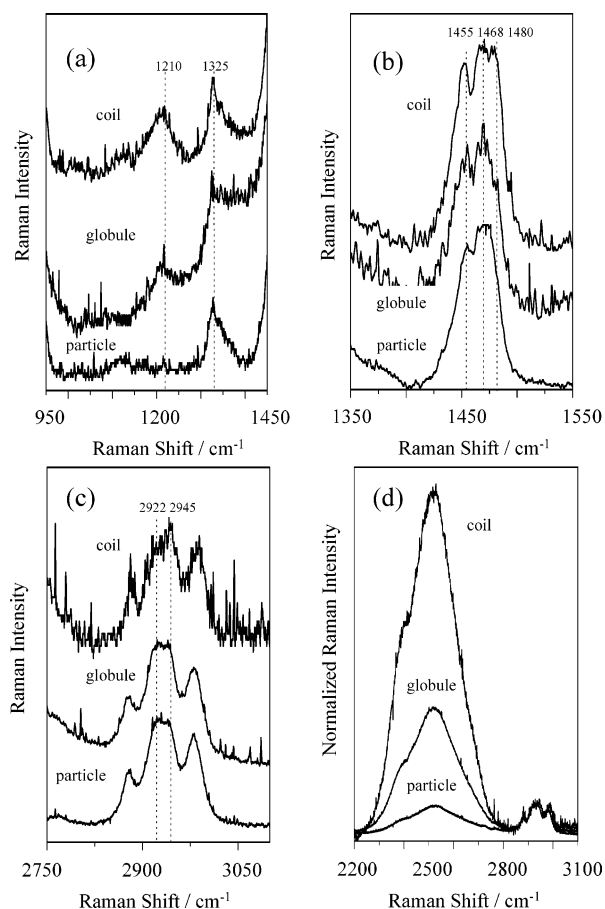 (a)
1210 1325
coil
globule
particle
Raman Intensity
950 1200 1450
Raman Shift / cm-1
(b)
1455 1468 1480
coil
globule
particle
Raman Intensity
1350 1450 1550
Raman Shift / cm-1
(c)
2922 2945
coil
globule
particle
Raman Intensity
2750 2900 3050
Raman Shift / cm-1
(d)
coil
globule
particle
Normalized Raman Intensity
2200 2500 2800 3100
Raman Shift / cm-1